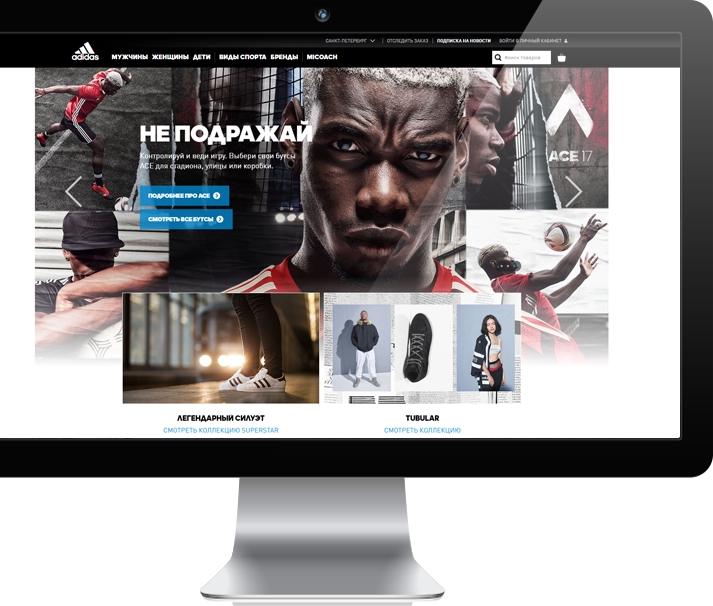 САНКТ-ПЕТЕРБУРГ
ОТСЛЕДИТЬ ЗАКАЗ
ПОДПИСКА НА НОВОСТИ
ВОЙТИ В ЛИЧНЫЙ КАБИНЕТ
adidas
МУЖЧИНЫ ЖЕНЩИНЫ ДЕТИ ВИДЫ СПОРТА БРЕНДЫ MICOACH
Поиск товаров
НЕ ПОДРАЖАЙ
Контролируй и веди игру. Выбери свои бутсы
ACE для стадиона, улицы или коробки.
ПОДРОБНЕЕ ПРО ACE
СМОТРЕТЬ ВСЕ БУТСЫ
ACE 17
ЛЕГЕНДАРНЫЙ СИЛУЭТ
СМОТРЕТЬ КОЛЛЕКЦИЮ SUPERSTAR
TUBULAR
СМОТРЕТЬ КОЛЛЕКЦИЮ